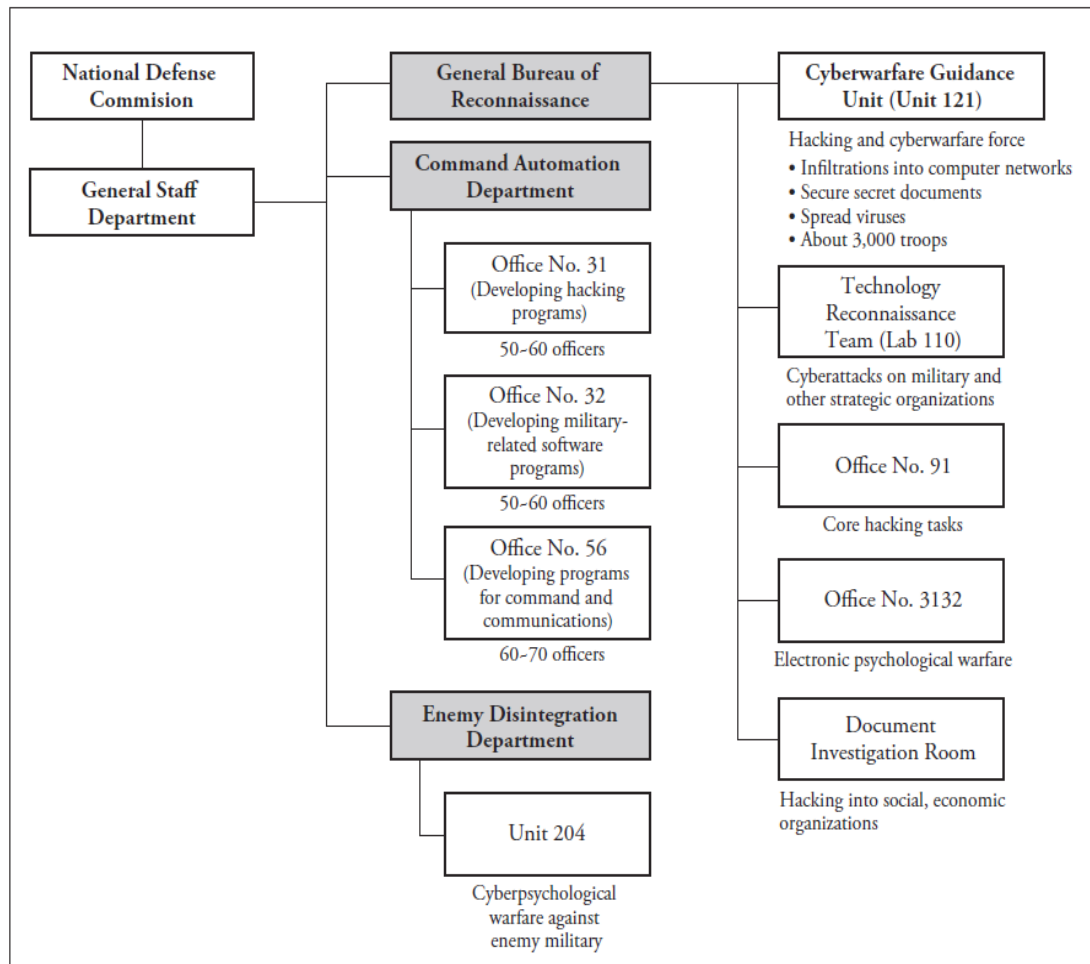 National Defense
Commision
General Staff
Department
General Bureau of
Reconnaissance
Command Automation
Department
Office No. 31
(Developing hacking
programs)
50~60 officers
Office No. 32
(Developing military-
related software
programs)
50~60 officers
Office No. 56
(Developing programs
for command and
communications)
60~70 officers
Enemy Disintegration
Department
Unit 204
Cyberpsychological
warfare against
enemy military
Cyberwarfare Guidance
Unit (Unit 121)
Hacking and cyberwarfare force
• Infiltrations into computer networks
• Secure secret documents
• Spread viruses
• About 3,000 troops
Technology
Reconnaissance
Team (Lab 110)
Cyberattacks on military and
other strategic organizations
Office No. 91
Core hacking tasks
Office No. 3132
Electronic psychological warfare
Document
Investigation Room
Hacking into social, economic
organizations